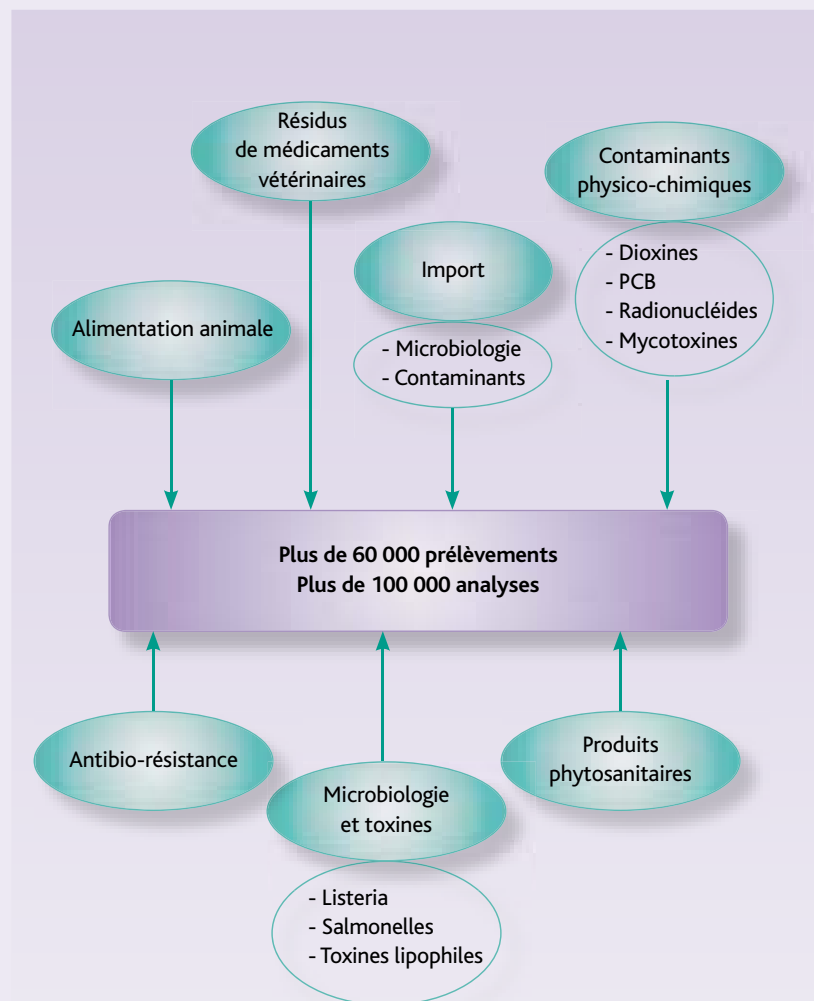 Résidus
de médicaments
vétérinaires
Contaminants
physico-chimiques
- Dioxines
- PCB
- Radionucléides
- Mycotoxines
Import
- Microbiologie
- Contaminants
Alimentation animale
Plus de 60 000 prélèvements
Plus de 100 000 analyses
Antibio-résistance
Microbiologie
et toxines
- Listeria
- Salmonelles
- Toxines lipophiles
Produits
phytosanitaires